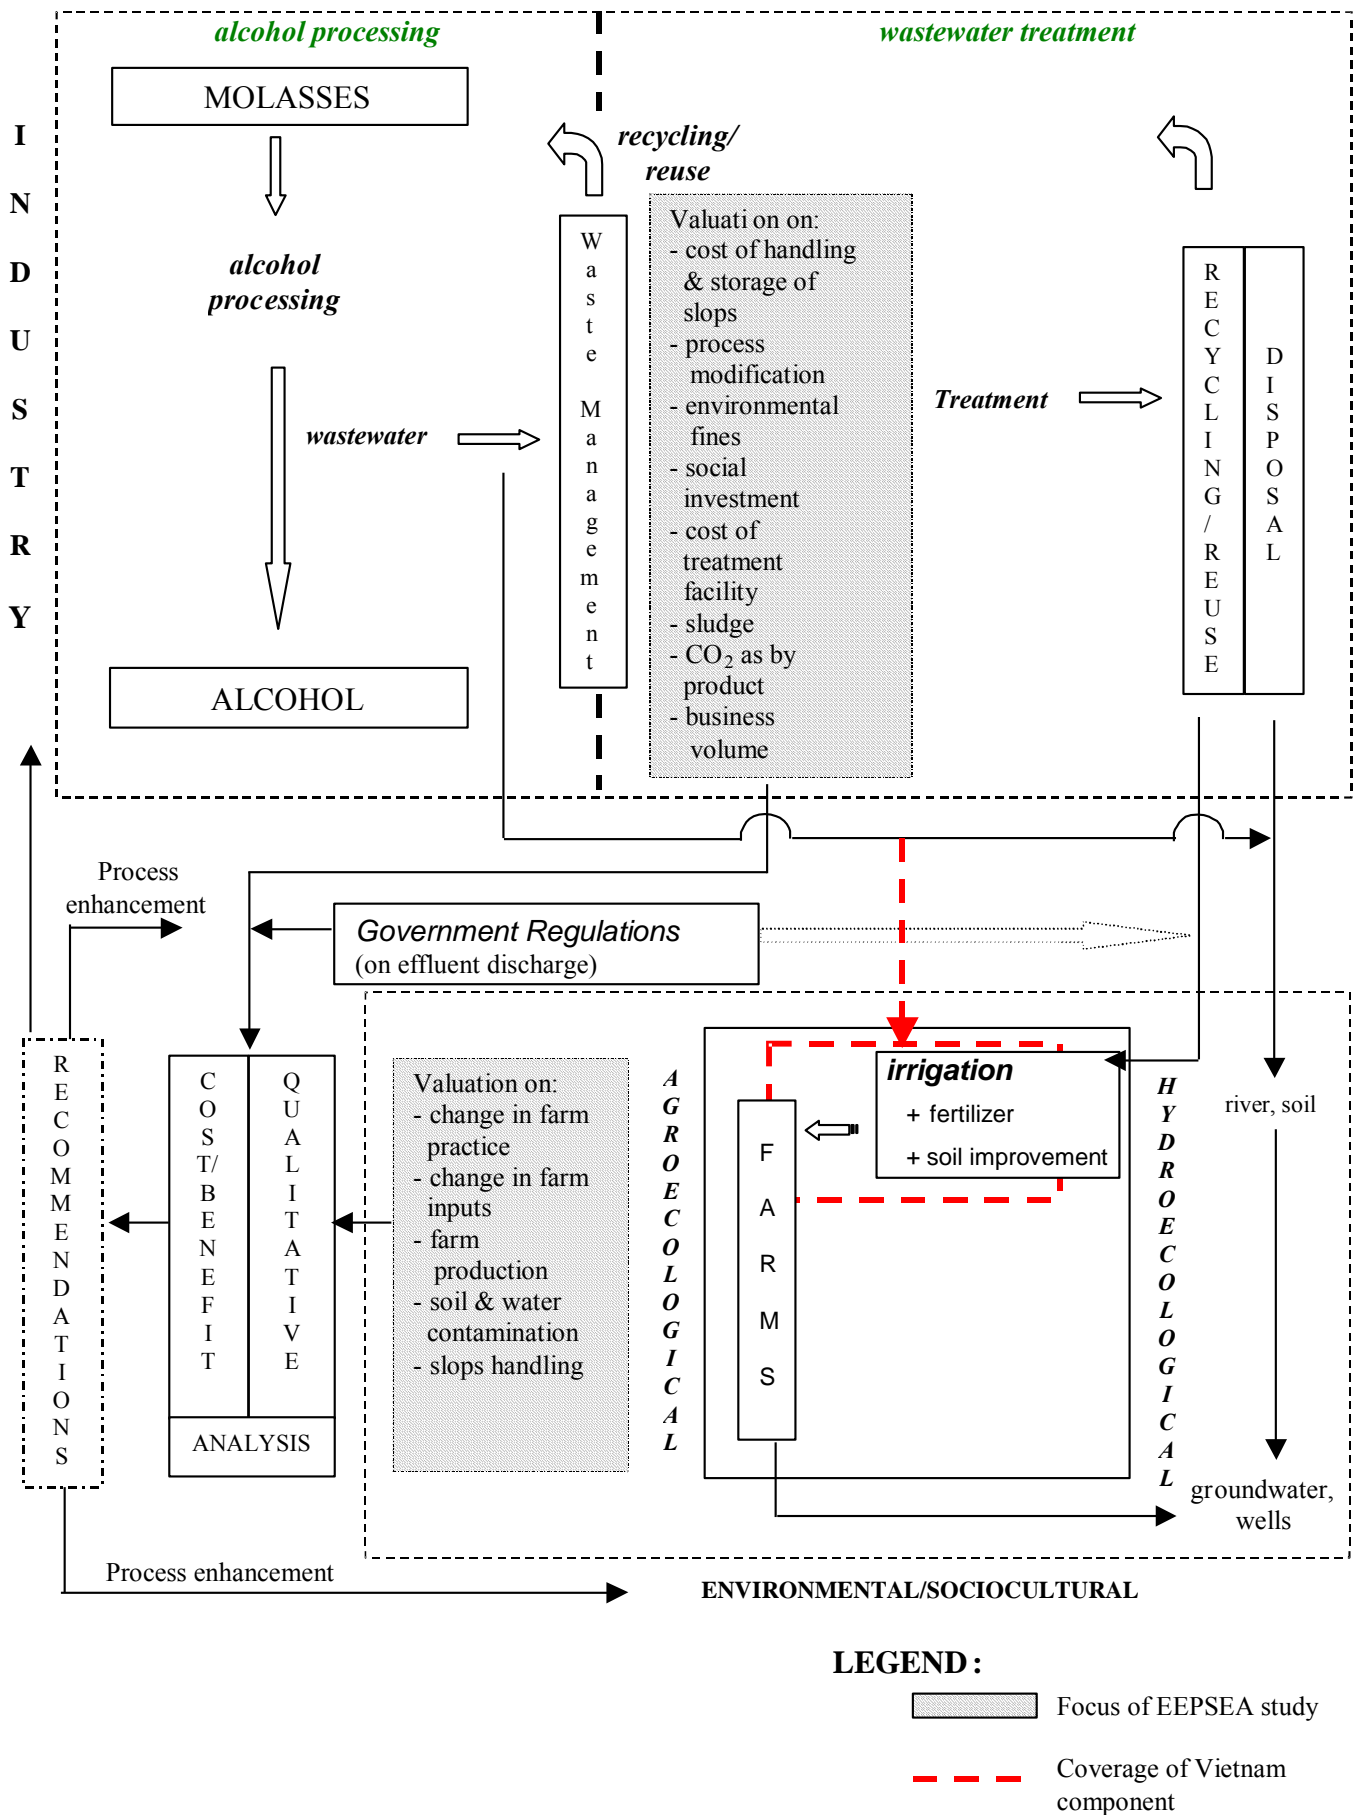 alcohol processing
wastewater treatment
INDUSTRY
MOLASSES
recycling/
reuse
alcohol
processing
wastewater
ALCOHOL
Waste Management
Valuation on:
- cost of handling
& storage of
slops
- process
modification
- environmental
fines
- social
investment
- cost of
treatment
facility
- sludge
- CO2 as by
product
- business
volume
Treatment
RECYCLING/REUSE
DISPOSAL
Process
enhancement
Government Regulations
(on effluent discharge)
RECOMMENDATIONS
COST/BENEFIT
QUALITATIVE
ANALYSIS
Valuation on:
- change in farm
practice
- change in farm
inputs
- farm
production
- soil & water
contamination
- slops handling
AGROECOLOGICAL
FARMS
irrigation
+ fertilizer
+ soil improvement
HYDROECOLOGICAL
river, soil
groundwater,
wells
Process enhancement
ENVIRONMENTAL/SOCIOCULTURAL
LEGEND :
Focus of EEPSEA study
Coverage of Vietnam
component